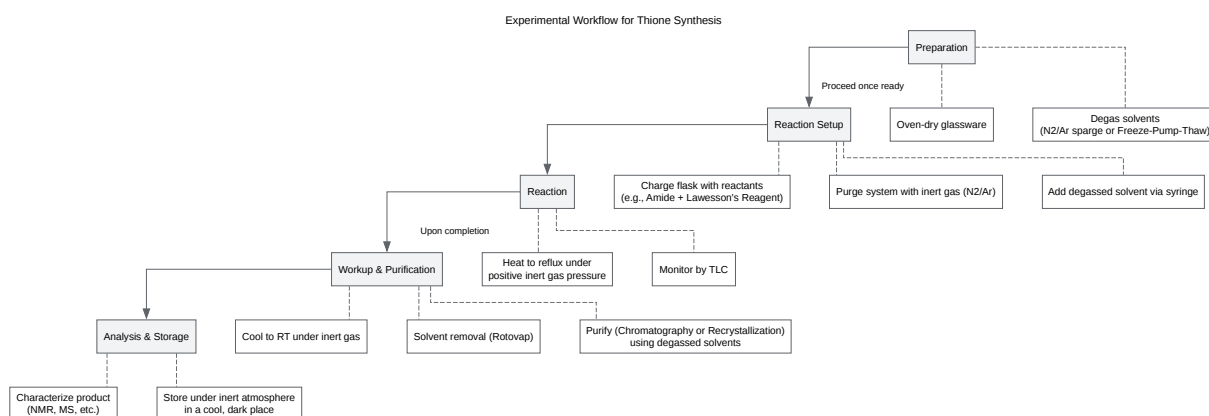 Experimental Workflow for Thione Synthesis
Preparation
Proceed once ready
Reaction Setup
Oven-dry glassware
Degas solvents
(N2/Ar sparge or Freeze-Pump-Thaw)
Reaction
Charge flask with reactants
(e.g., Amide + Lawesson's Reagent)
Purge system with inert gas (N2/Ar)
Add degassed solvent via syringe
Upon completion
Workup & Purification
Heat to reflux under
positive inert gas pressure
Monitor by TLC
Analysis & Storage
Cool to RT under inert gas
Solvent removal (Rotovap)
Purify (Chromatography or Recrystallization)
using degassed solvents
Characterize product
(NMR, MS, etc.)
Store under inert atmosphere
in a cool, dark place